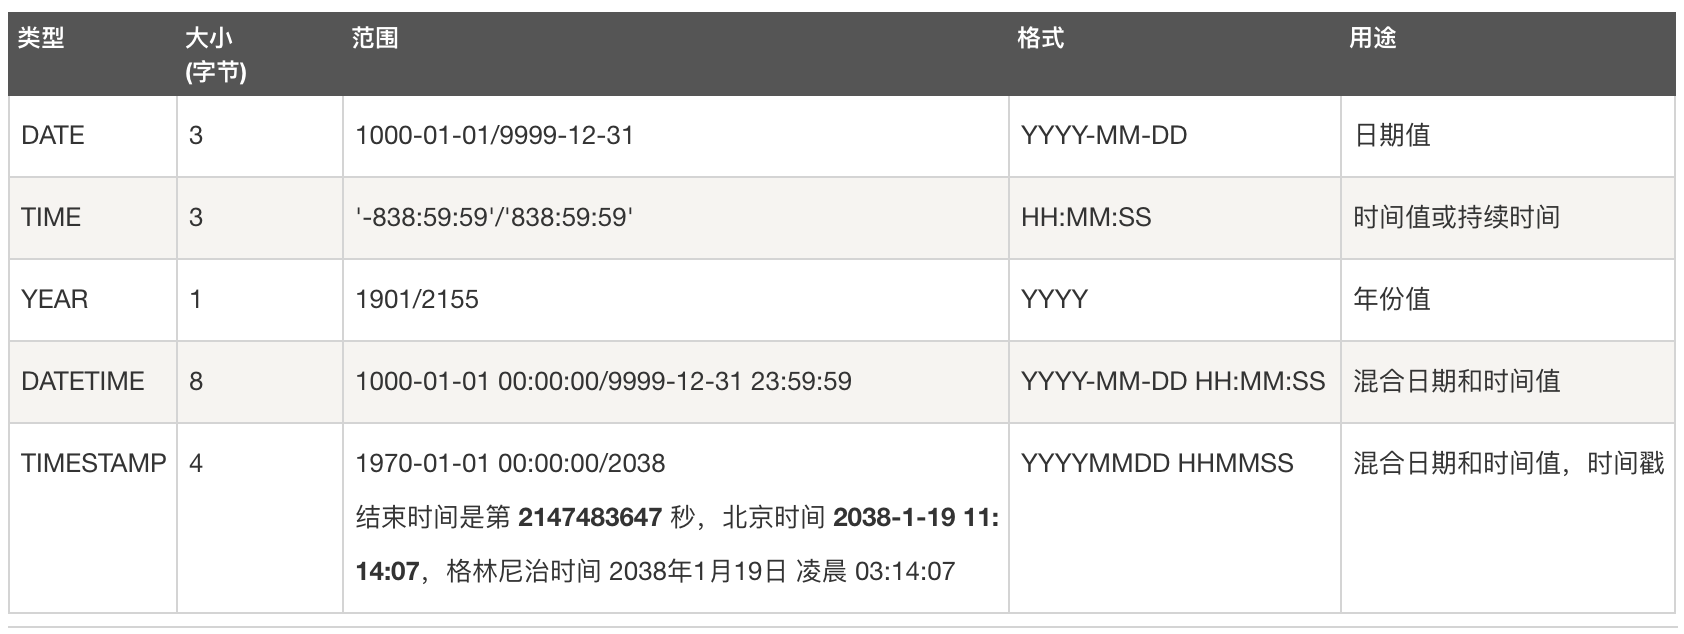 类型 大小 范围 格式 用途
(字节)
DATE 3 1000-01-01/9999-12-31 YYYY-MM-DD 日期值
TIME 3 '-838:59:59'/'838:59:59' HH:MM:SS 时间值或持续时间
YEAR 1 1901/2155 YYYY 年份值
DATETIME 8 1000-01-01 00:00:00/9999-12-31 23:59:59 YYYY-MM-DD HH:MM:SS 混合日期和时间值
TIMESTAMP 4 1970-01-01 00:00:00/2038 YYYYMMDD HHMMSS 混合日期和时间值，时间戳
结束时间是第 2147483647 秒，北京时间 2038-1-19 11:
14:07，格林尼治时间 2038年1月19日 凌晨 03:14:07